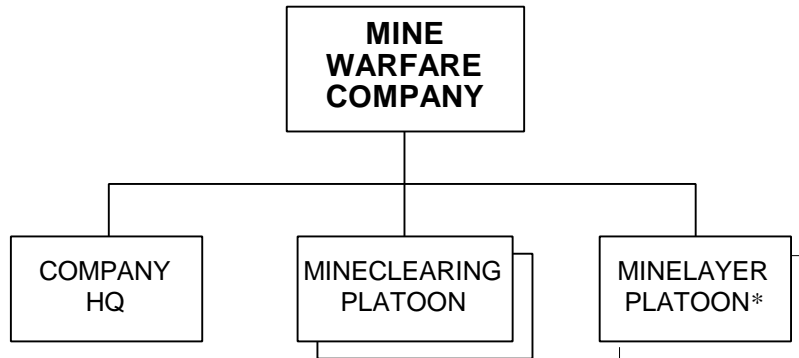 MINE
WARFARE
COMPANY
COMPANY
HQ
MINECLEARING
PLATOON
MINELAYER
PLATOON*